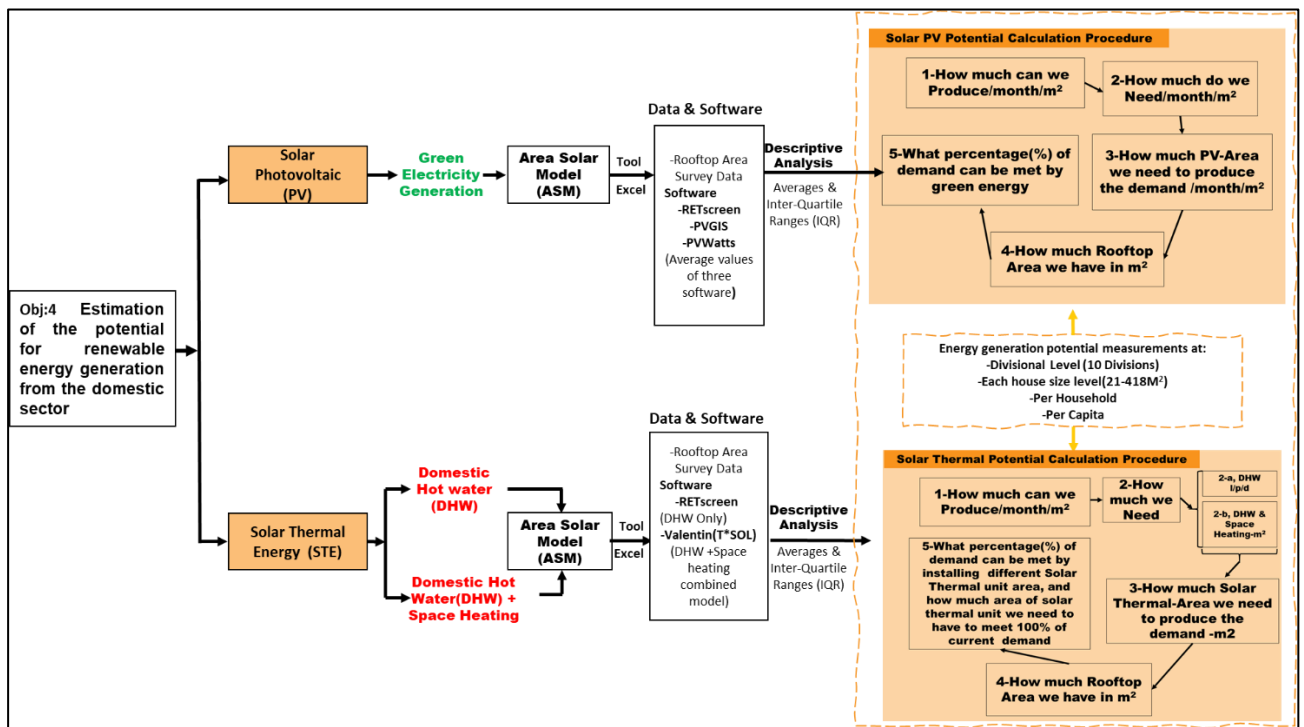 Obj:4 Estimation
of the potential
for renewable
energy generation
from the domestic
sector
Solar
Photovoltaic
(PV)
Green
Electricity
Generation
Area Solar
Model
(ASM)
Tool
Excel
Data & Software
-Rooftop Area
Survey Data
Software
-RETscreen
-PVGIS
-PVWatts
(Average values
of three
software)
Descriptive
Analysis
Averages &
Inter-Quartile
Ranges (IQR)
Solar PV Potential Calculation Procedure
1-How much can we
Produce/month/m²
2-How much do we
Need/month/m²
3-How much PV-Area
we need to produce
the demand /month/m²
4-How much Rooftop
Area we have in m²
5-What percentage(%) of
demand can be met by
green energy
Energy generation potential measurements at:
-Divisional Level (10 Divisions)
-Each house size level(21-418M²)
-Per Household
-Per Capita
Solar Thermal
Energy (STE)
Domestic
Hot water
(DHW)
Domestic Hot
Water(DHW) +
Space Heating
Area Solar
Model
(ASM)
Tool
Excel
Data & Software
-Rooftop Area
Survey Data
Software
-RETscreen
(DHW Only)
-Valentin(T*SOL)
(DHW +Space
heating
combined
model)
Descriptive
Analysis
Averages &
Inter-Quartile
Ranges (IQR)
Solar Thermal Potential Calculation Procedure
1-How much can we
Produce/month/m²
2-How
much we
Need
2-a, DHW
l/p/d
2-b, DHW &
Space
Heating-m²
3-How much Solar
Thermal-Area we need
to produce the
demand -m2
4-How much Rooftop
Area we have in m²
5-What percentage(%) of
demand can be met by
installing different Solar
Thermal unit area, and
how much area of solar
thermal unit we need to
have to meet 100% of
current demand